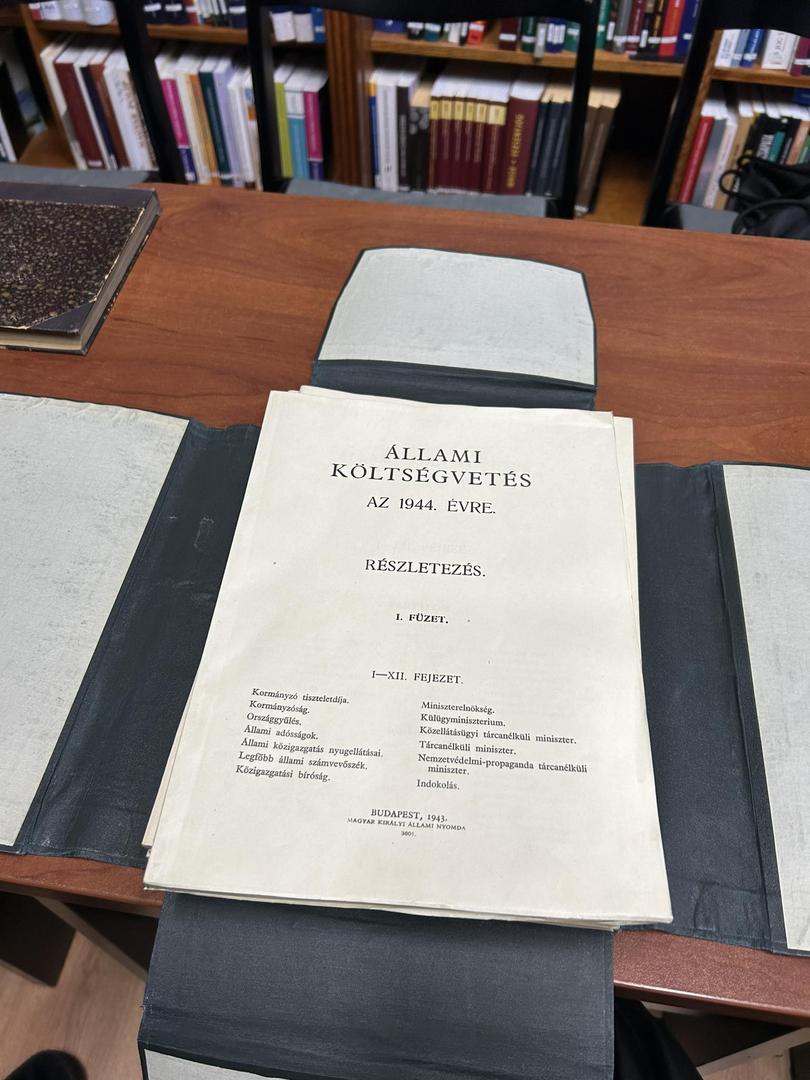 ÁLLAMI
KÖLTSÉGVETÉS
AZ 1944. ÉVRE.
RÉSZLETEZÉS.
I. FÜZET.
I—XII. FEJEZET.
Kormányzó tiszteletdíja.
Kormányzóság.
Országgyűlés.
Állami adósságok.
Állami közigazgatás nyugellátásai.
Legfőbb állami számvevőszék.
Közigazgatási bíróság.
Miniszterelnökség.
Külügyminiszterium.
Közellátásügyi tárcanélküli miniszter.
Tárcanélküli miniszter.
Nemzetvédelmi-propaganda tárcanélküli
miniszter.
Indokolás.
BUDAPEST, 1943.
MAGYAR KIRÁLYI ÁLLAMI NYOMDA
3601.